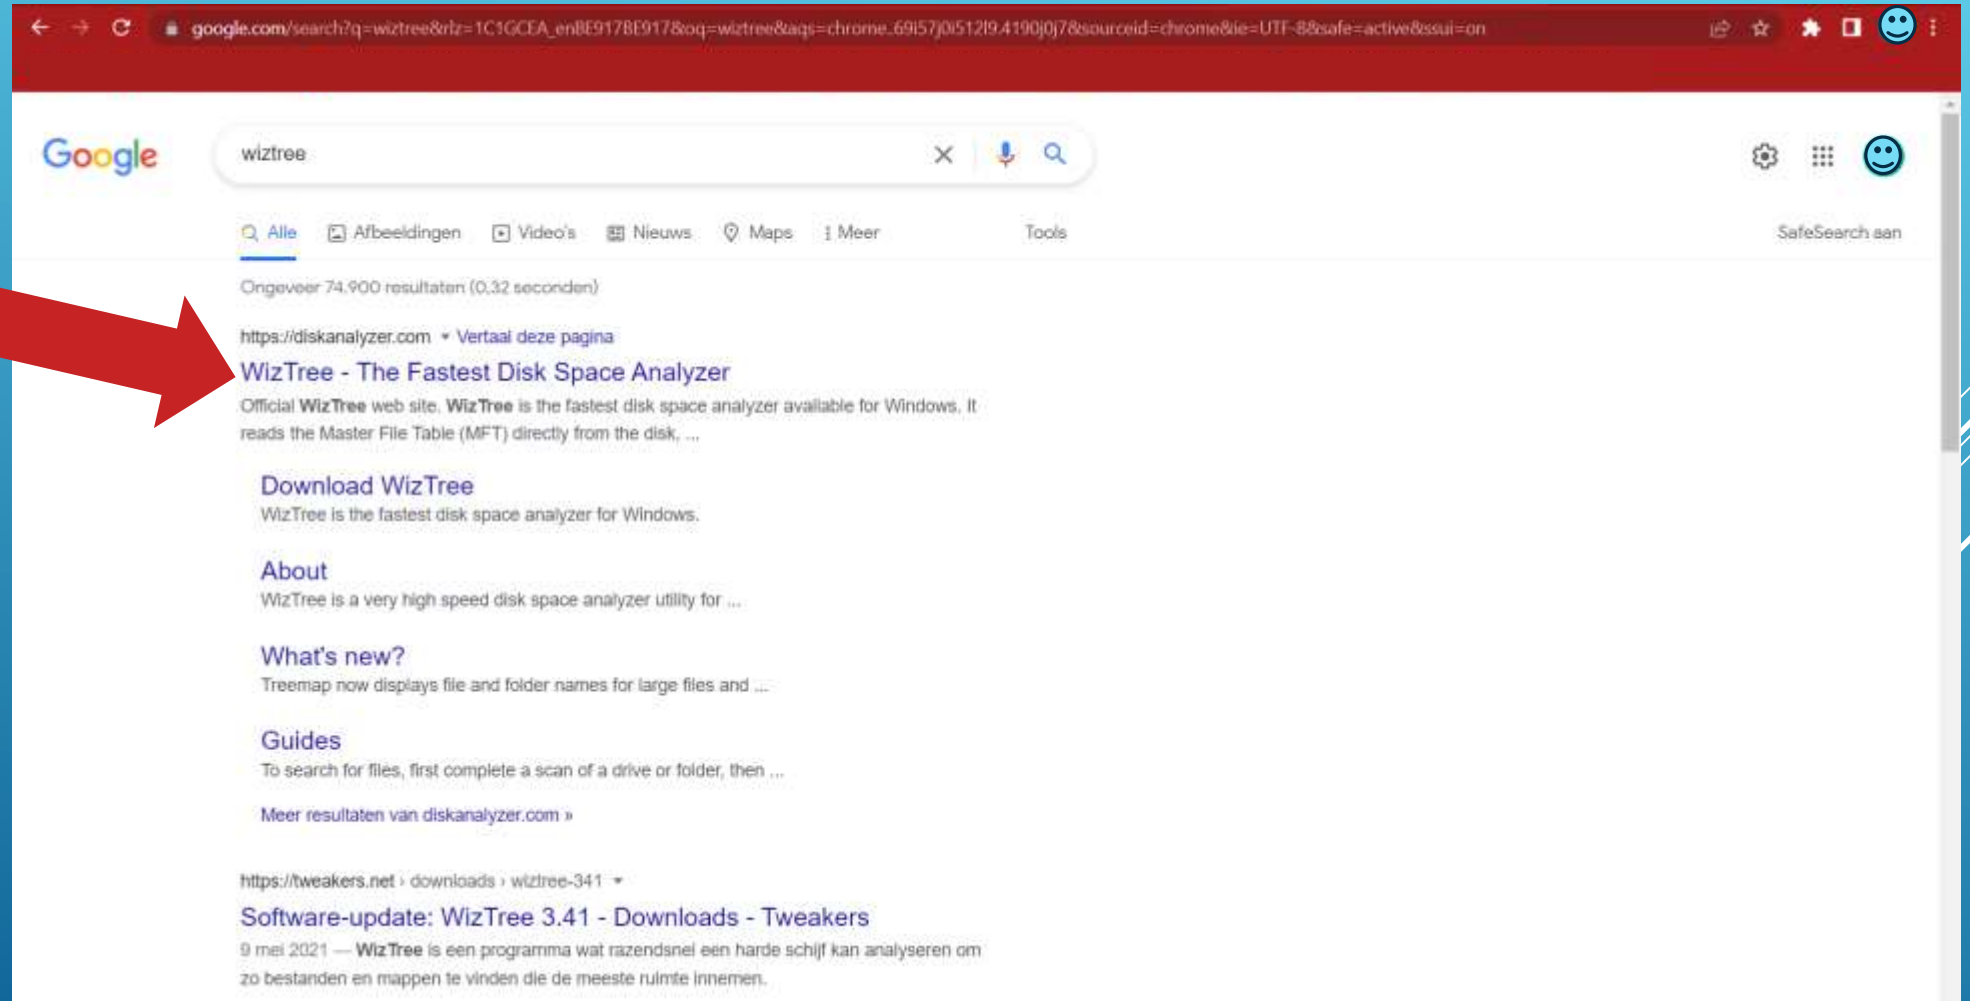 google.com/search?q=wiztree&rlz=1C1GCEA_enBE917BE917&oq=wiztree&aqs=chrome..69i57j0i512l9.4190j0j7&sourceid=chrome&ie=UTF-8&safe=active&ssui=on
Google
wiztree
Alle Afbeeldingen Video's Nieuws Maps Meer Tools SafeSearch aan
Ongeveer 74.900 resultaten (0,32 seconden)
https://diskanalyzer.com Vertaal deze pagina
WizTree - The Fastest Disk Space Analyzer
Official WizTree web site. WizTree is the fastest disk space analyzer available for Windows. It
reads the Master File Table (MFT) directly from the disk, ...
Download WizTree
WizTree is the fastest disk space analyzer for Windows.
About
WizTree is a very high speed disk space analyzer utility for ...
What's new?
Treemap now displays file and folder names for large files and ...
Guides
To search for files, first complete a scan of a drive or folder, then ...
Meer resultaten van diskanalyzer.com »
https://tweakers.net › downloads › wiztree-341
Software-update: WizTree 3.41 - Downloads - Tweakers
9 mei 2021 — WizTree is een programma wat razendsnel een harde schijf kan analyseren om
zo bestanden en mappen te vinden die de meeste ruimte innemen.